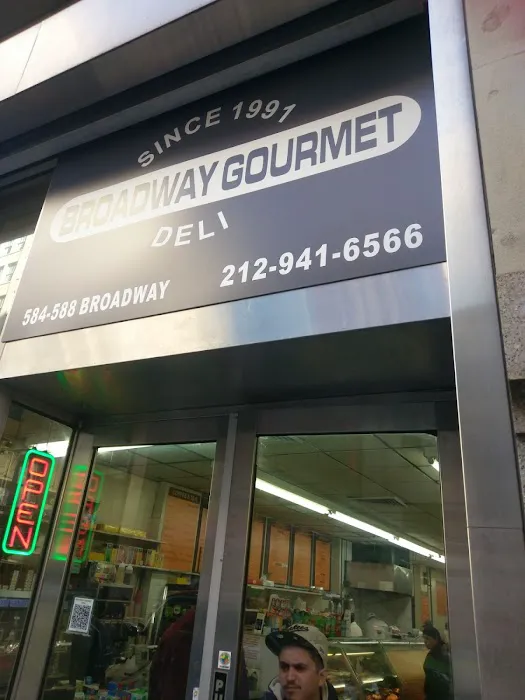 SINCE 1991
BROADWAY GOURMET
DELI
584-588 BROADWAY
212-941-6566
OPEN